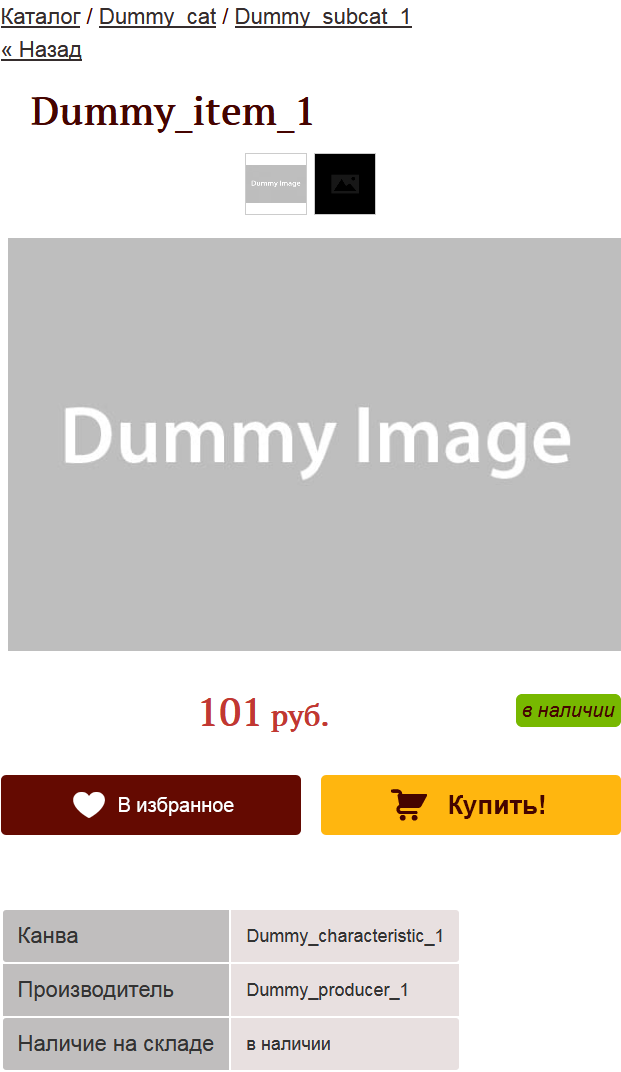 Каталог / Dummy_cat / Dummy_subcat_1
« Назад
Dummy_item_1
Dummy Image
Dummy Image
101 руб.
в наличии
В избранное
Купить!
Канва Dummy_characteristic_1
Производитель Dummy_producer_1
Наличие на складе в наличии